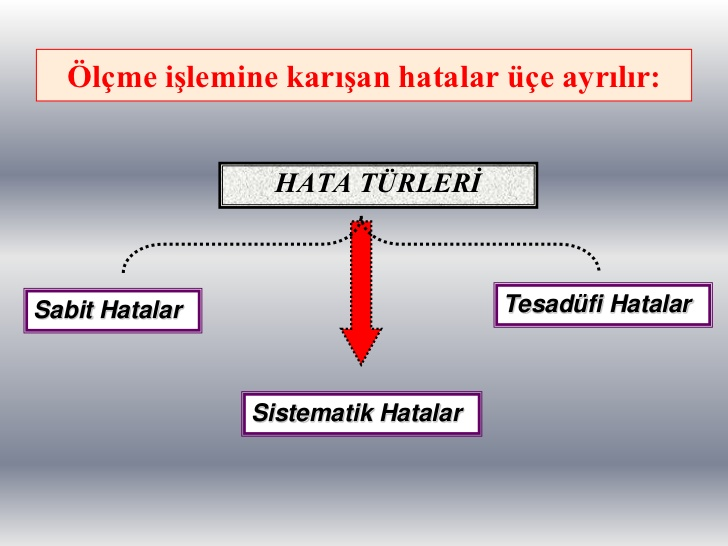 Ölçme işlemine karışan hatalar üçe ayrılır:
HATA TÜRLERİ
Sabit Hatalar
Tesadüfi Hatalar
Sistematik Hatalar